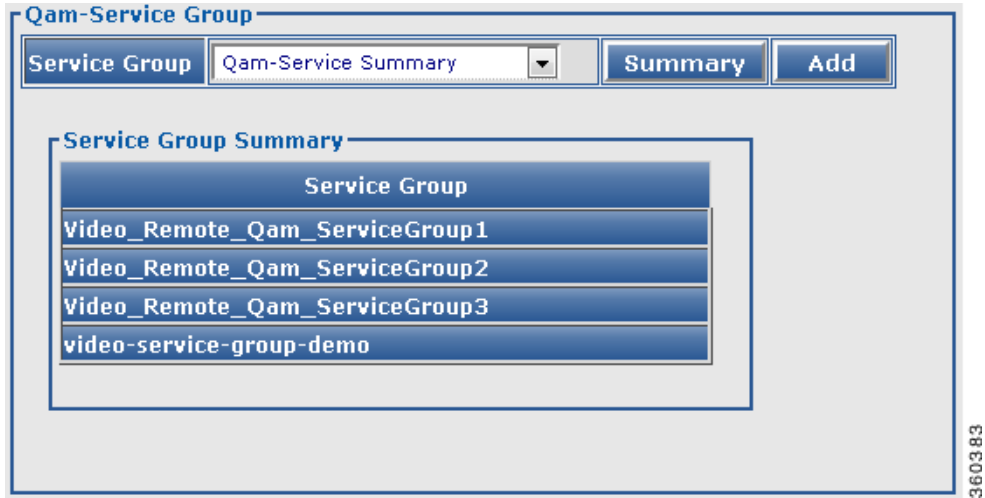 Qam-Service Group
Service Group Qam-Service Summary Summary Add
Service Group Summary
Service Group
Video_Remote_Qam_ServiceGroup1
Video_Remote_Qam_ServiceGroup2
Video_Remote_Qam_ServiceGroup3
video-service-group-demo
360383